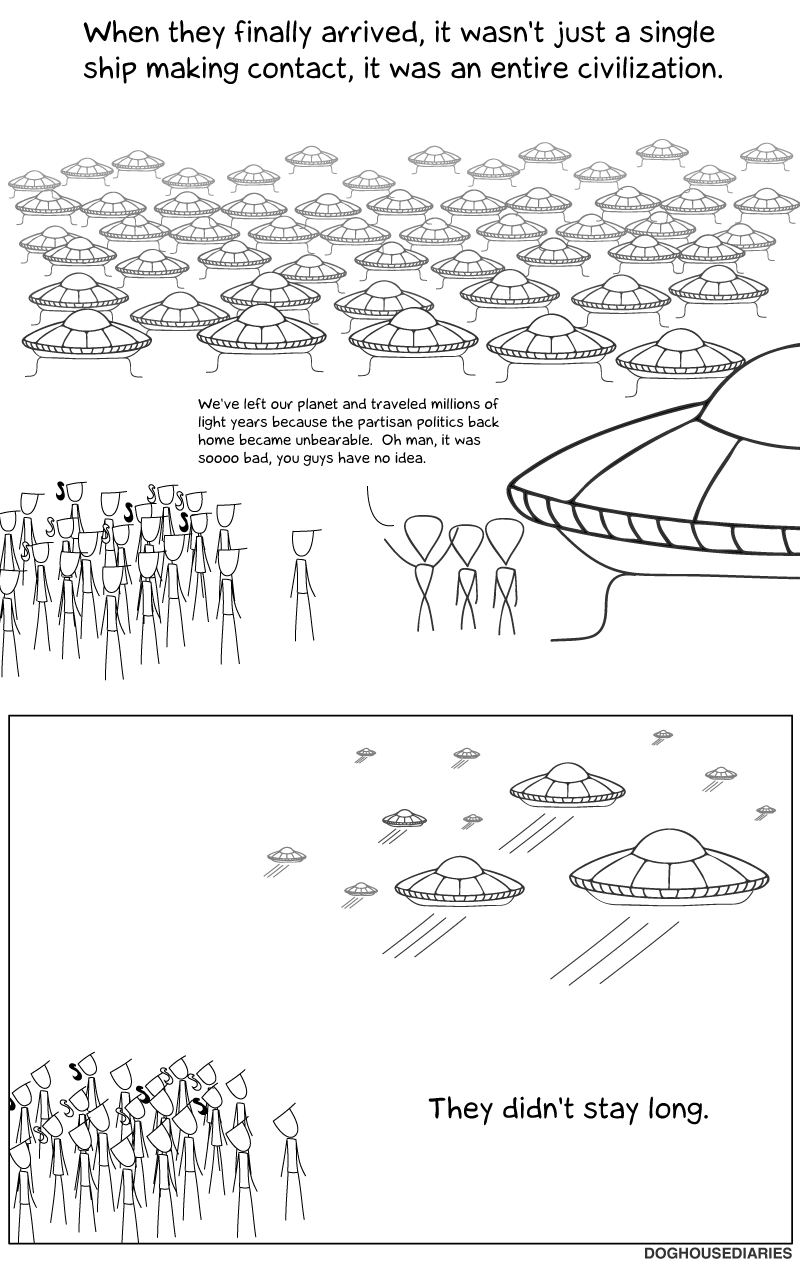 When they finally arrived, it wasn't just a single
ship making contact, it was an entire civilization.
We've left our planet and traveled millions of
light years because the partisan politics back
home became unbearable. Oh man, it was
soooo bad, you guys have no idea.
They didn't stay long.
DOGHOUSEDIARIES